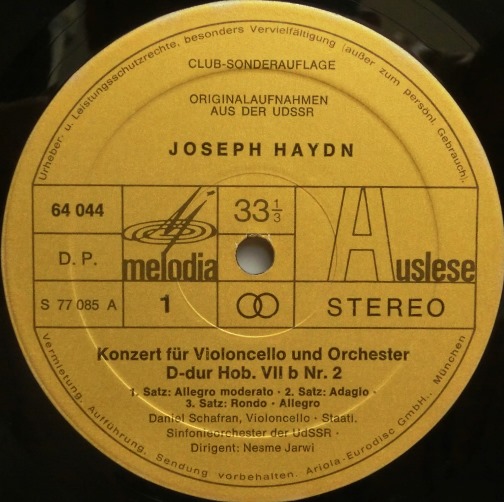 Urheber- u. Leistungsschutzrechte, besonders Vervielfältigung (außer zum persönl. Gebrauch),
CLUB-SONDERAUFLAGE
ORIGINALAUFNAHMEN
AUS DER UDSSR
JOSEPH HAYDN
64 044
33 1/3
D. P.
melodia
Auslese
S 77 085 A
1
STEREO
Konzert für Violoncello und Orchester
D-dur Hob. VII b Nr. 2
1. Satz: Allegro moderato · 2. Satz: Adagio ·
3. Satz: Rondo · Allegro
Daniel Schafran, Violoncello · Staatl.
Sinfonieorchester der UdSSR ·
Dirigent: Nesme Jarwi
Vermietung, Aufführung, Sendung vorbehalten. Ariola-Eurodisc GmbH., München